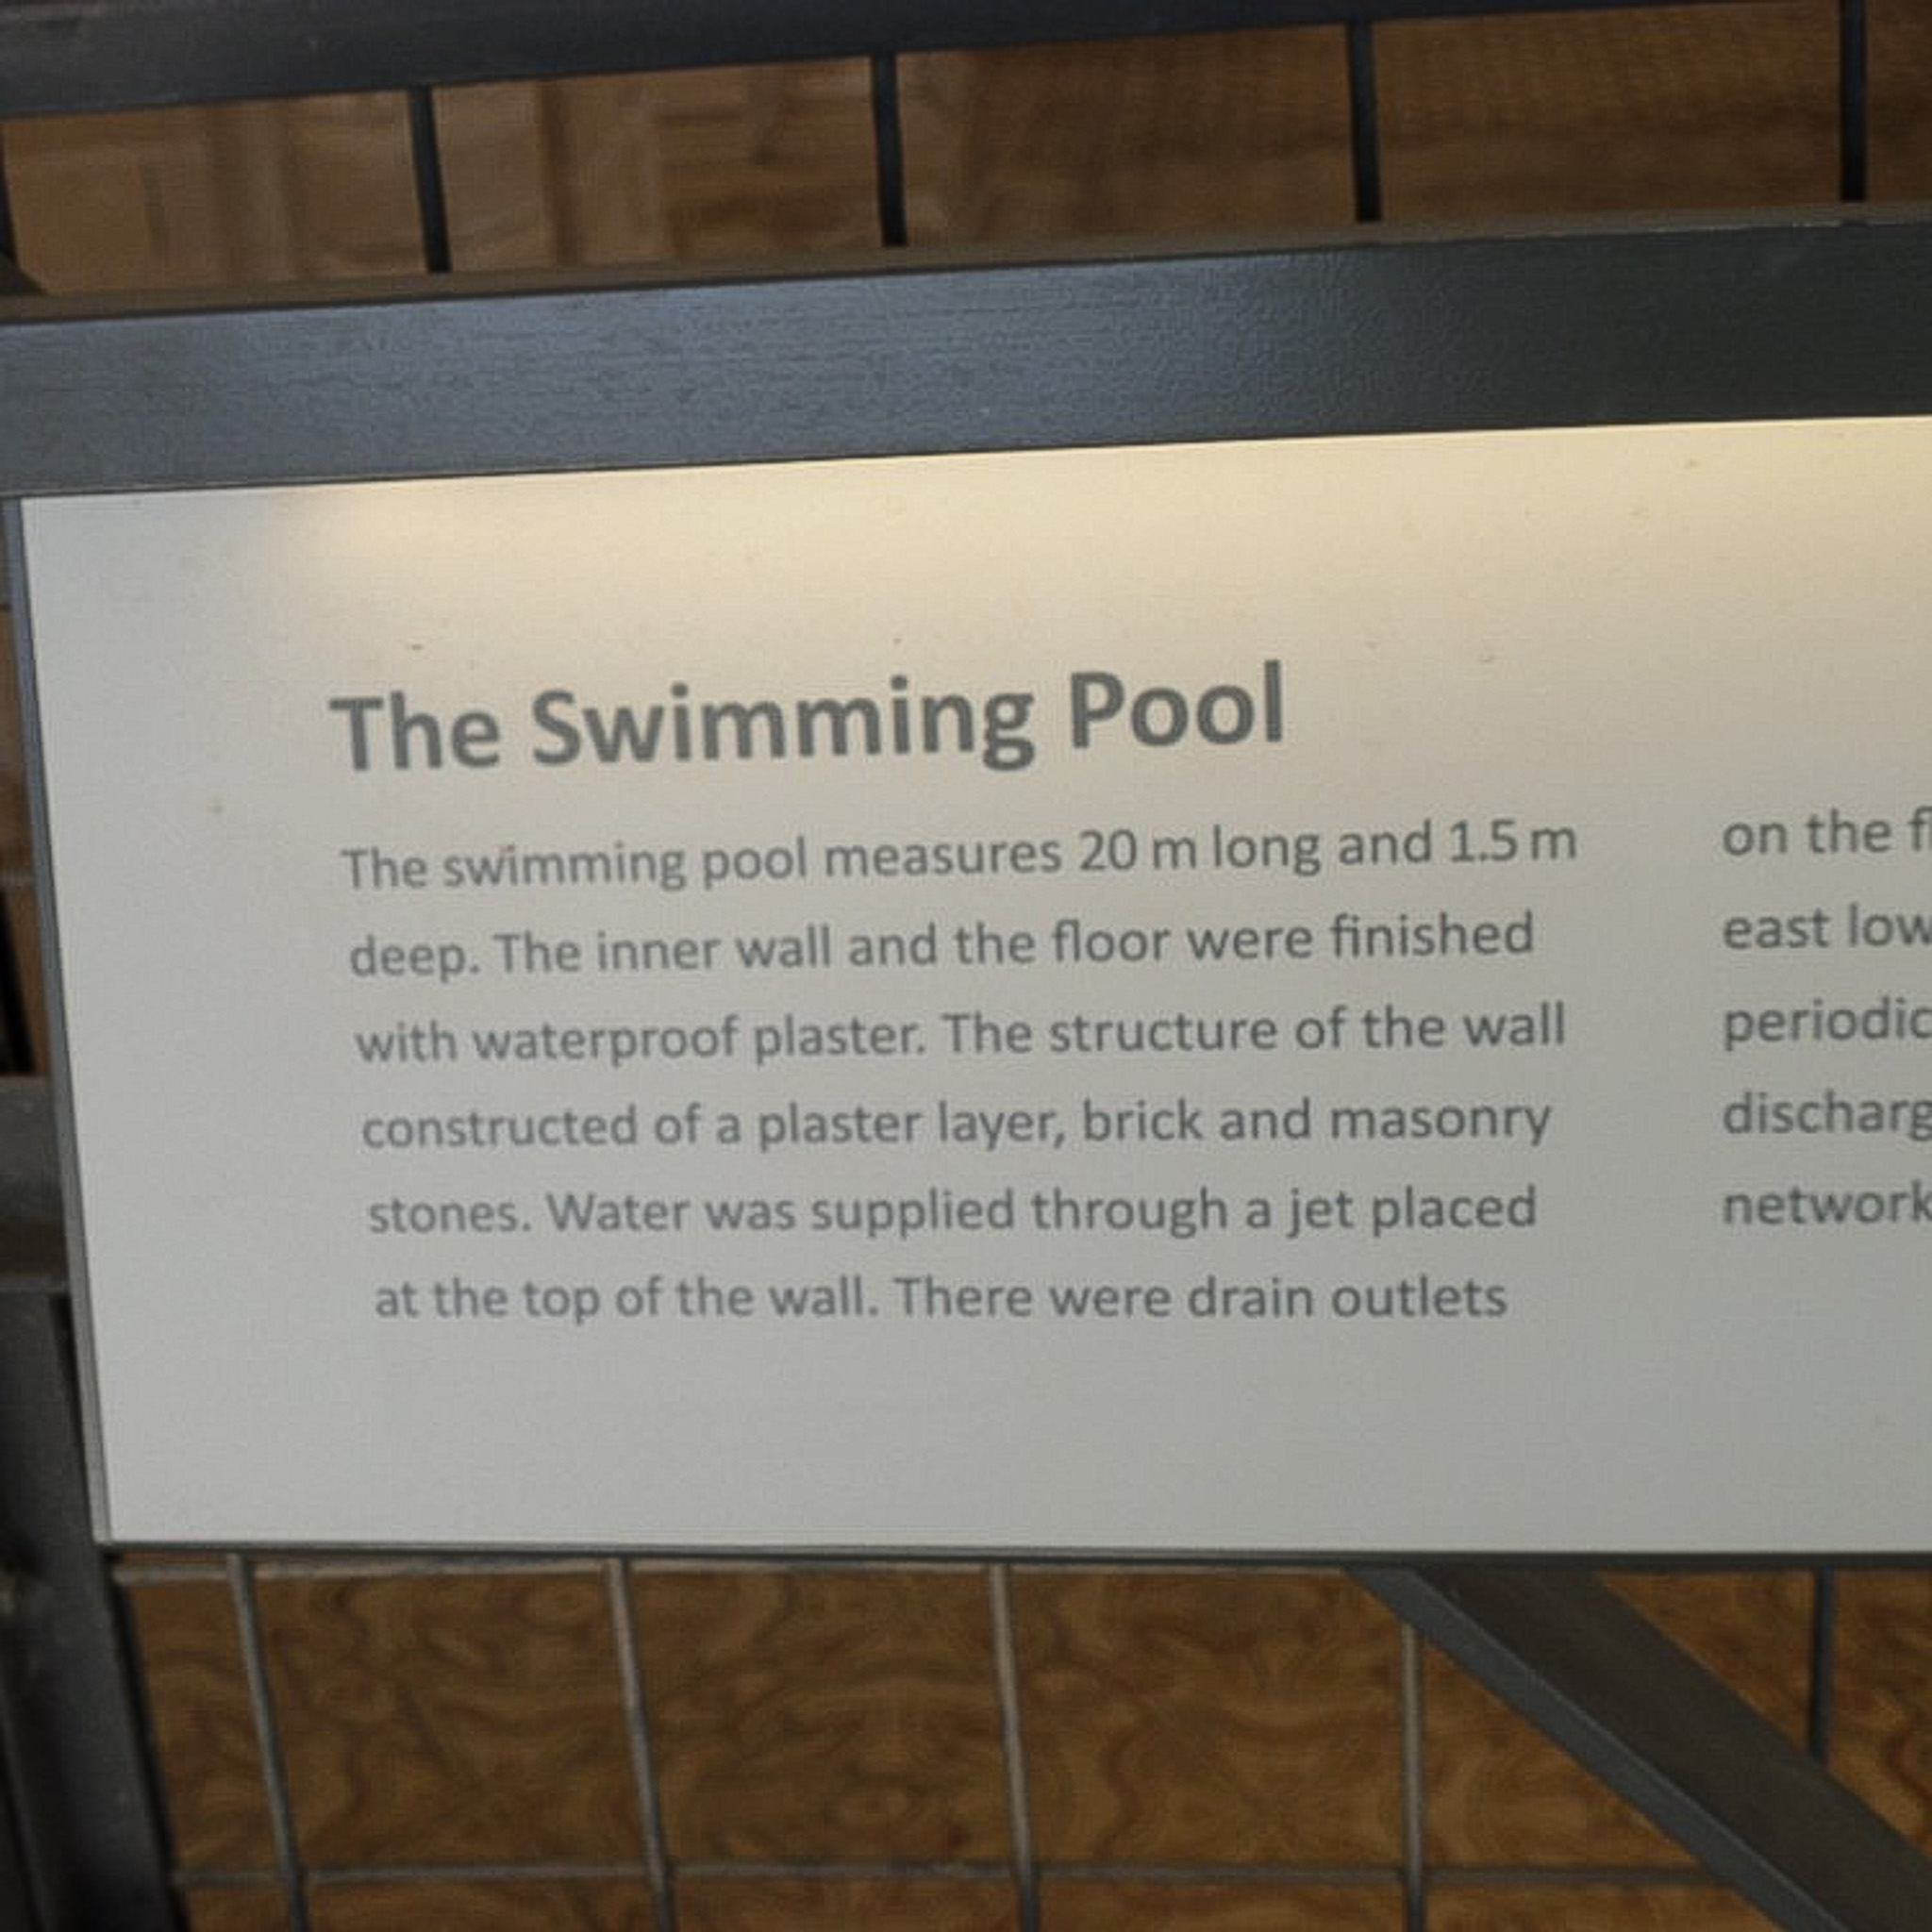 The Swimming Pool
The swimming pool measures 20 m long and 1.5 m
deep. The inner wall and the floor were finished
with waterproof plaster. The structure of the wall
constructed of a plaster layer, brick and masonry
stones. Water was supplied through a jet placed
at the top of the wall. There were drain outlets
on the
east